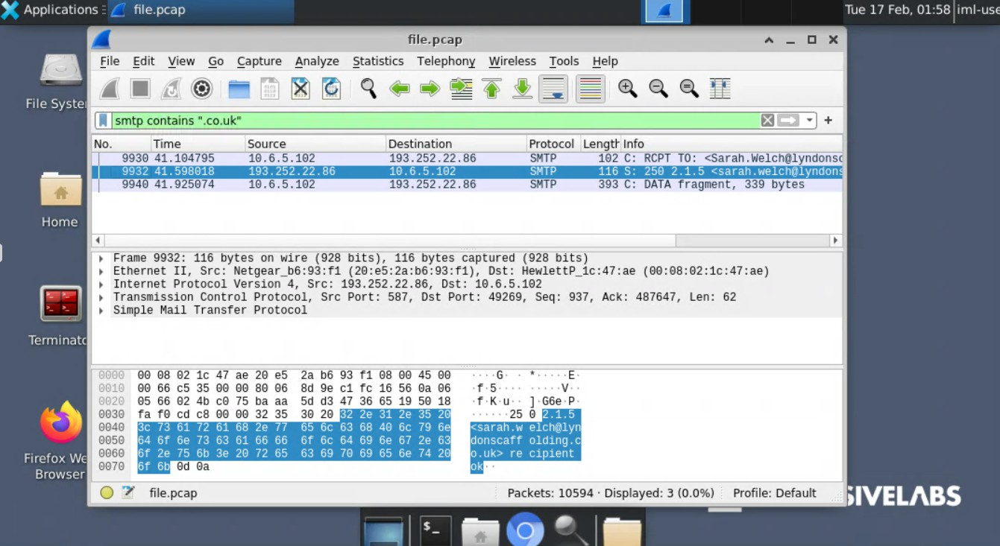 Applications
file.pcap
Tue 17 Feb, 01:58
iml-use
File Syste
Home
Terminato
Firefox We
Browser
file.pcap
File Edit View Go Capture Analyze Statistics Telephony Wireless Tools Help
smtp contains ".co.uk"
No. Time Source Destination Protocol Length Info
9930 41.104795 10.6.5.102 193.252.22.86 SMTP 102 C: RCPT TO: <Sarah.Welch@lyndonsc
9932 41.598018 193.252.22.86 10.6.5.102 SMTP 116 S: 250 2.1.5 <sarah.welch@lyndons
9940 41.925074 10.6.5.102 193.252.22.86 SMTP 393 C: DATA fragment, 339 bytes
Frame 9932: 116 bytes on wire (928 bits), 116 bytes captured (928 bits)
Ethernet II, Src: Netgear_b6:93:f1 (20:e5:2a:b6:93:f1), Dst: HewlettP_1c:47:ae (00:08:02:1c:47:ae)
Internet Protocol Version 4, Src: 193.252.22.86, Dst: 10.6.5.102
Transmission Control Protocol, Src Port: 587, Dst Port: 49269, Seq: 937, Ack: 487647, Len: 62
Simple Mail Transfer Protocol
0000 00 08 02 1c 47 ae 20 e5 2a b6 93 f1 08 00 45 00 ····G· · *·····E·
0010 00 66 c5 35 00 00 80 06 8d 9e c1 fc 16 56 0a 06 ·f·5···· ·····V··
0020 05 66 02 4b c0 75 ba aa 5d d3 47 36 65 19 50 18 ·f·K·u·· ]·G6e·P·
0030 fa f0 cd c8 00 00 32 35 30 20 32 2e 31 2e 35 20 ······25 0 2.1.5
0040 3c 73 61 72 61 68 2e 77 65 6c 63 68 40 6c 79 6e <sarah.w elch@lyn
0050 64 6f 6e 73 63 61 66 66 6f 6c 64 69 6e 67 2e 63 donscaff olding.c
0060 6f 2e 75 6b 3e 20 72 65 63 69 70 69 65 6e 74 20 o.uk> re cipient
0070 6f 6b 0d 0a ok··
file.pcap
Packets: 10594 · Displayed: 3 (0.0%)
Profile: Default
SIVELABS
$_